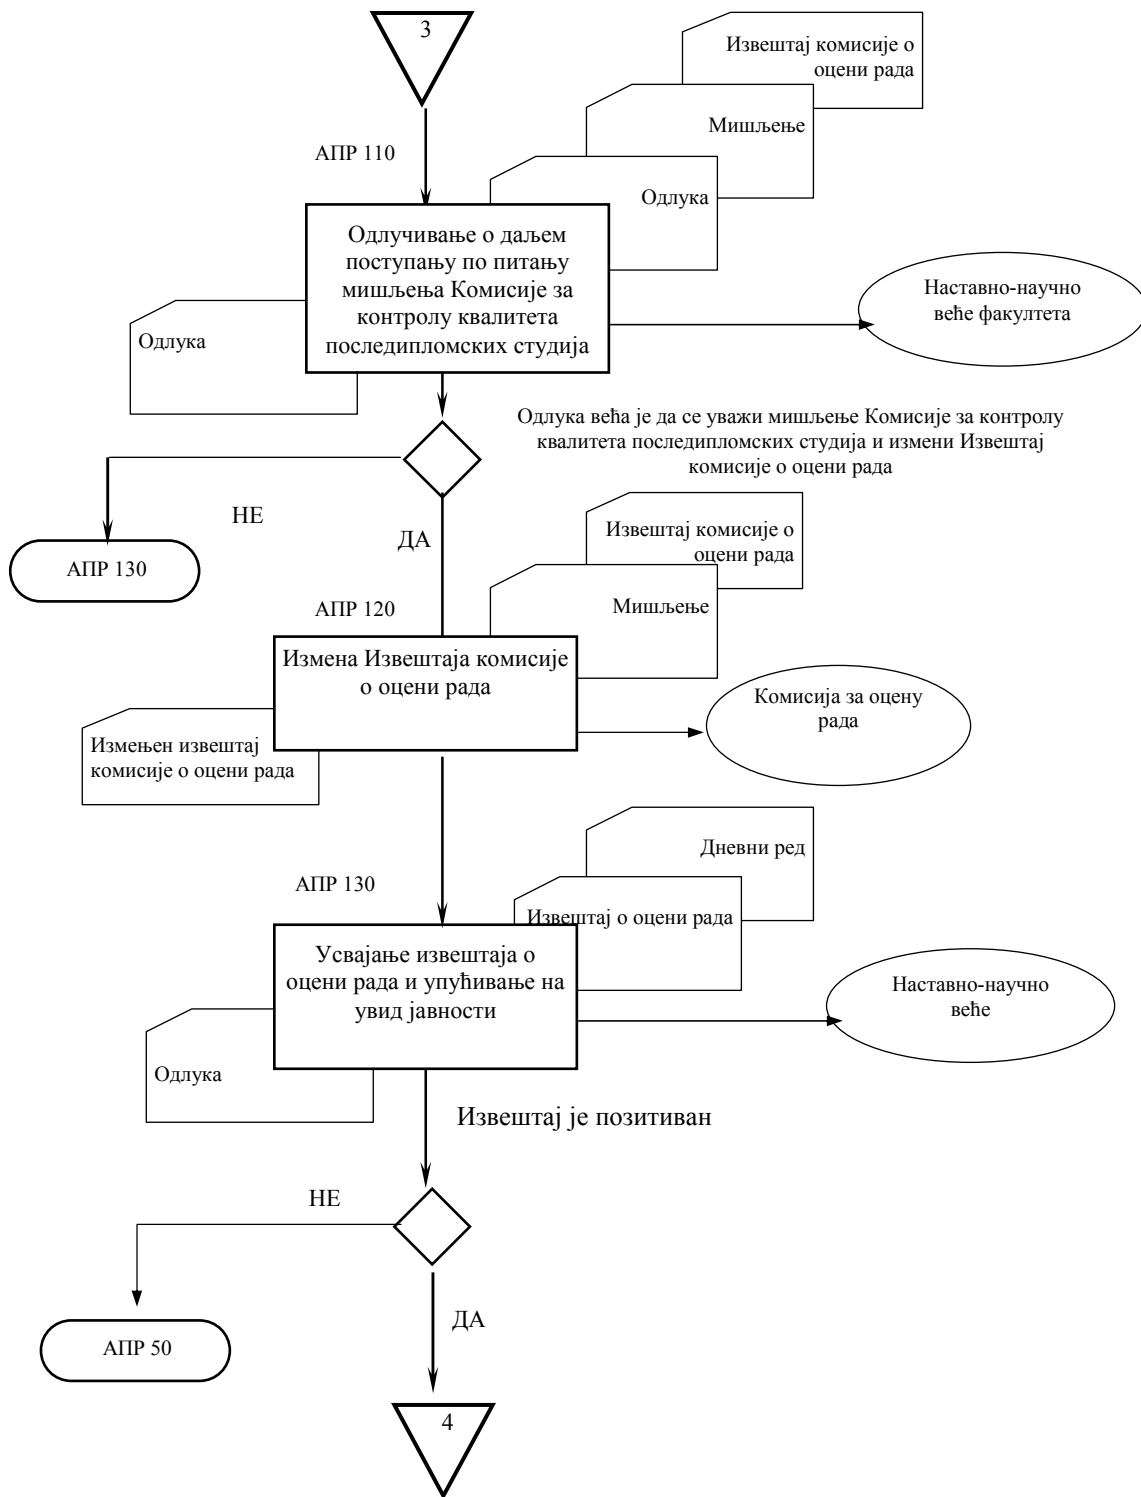 3
Извештај комисије о
оцени рада
Мишљење
АПР 110
Одлука
Одлучивање о даљем
поступању по питању
мишљења Комисије за
контролу квалитета
последипломских студија
Наставно-научно
веће факултета
Одлука
Одлука већа је да се уважи мишљење Комисије за контролу
квалитета последипломских студија и измени Извештај
комисије о оцени рада
НЕ
ДА
АПР 130
Извештај комисије о
оцени рада
Мишљење
АПР 120
Измена Извештаја комисије
о оцени рада
Комисија за оцену
рада
Измењен извештај
комисије о оцени рада
Дневни ред
АПР 130
Извештај о оцени рада
Усвајање извештаја о
оцени рада и упућивање на
увид јавности
Наставно-научно
веће
Одлука
Извештај је позитиван
НЕ
ДА
АПР 50
4